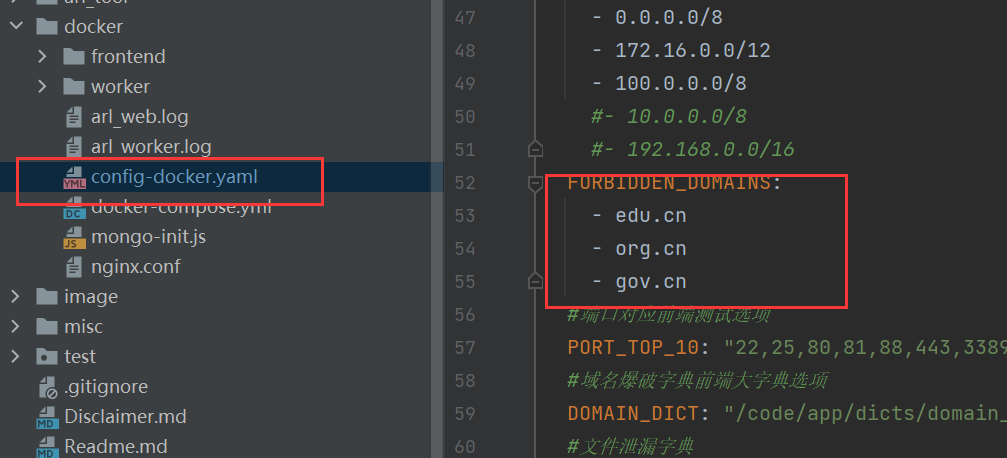 arl_tool
docker
frontend
worker
arl_web.log
arl_worker.log
YML config-docker.yaml
DC docker-compose.yml
JS mongo-init.js
nginx.conf
image
misc
test
.gitignore
MD Disclaimer.md
MD Readme.md
47 - 0.0.0.0/8
48 - 172.16.0.0/12
49 - 100.0.0.0/8
50 #- 10.0.0.0/8
51 #- 192.168.0.0/16
52 FORBIDDEN_DOMAINS:
53 - edu.cn
54 - org.cn
55 - gov.cn
56 #端口对应前端测试选项
57 PORT_TOP_10: "22,25,80,81,88,443,3389
58 #域名爆破字典前端大字典选项
59 DOMAIN_DICT: "/code/app/dicts/domain_
60 #文件泄漏字典